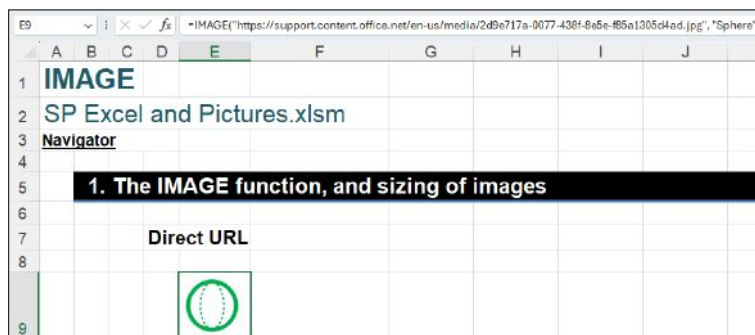 E9 fx =IMAGE("https://support.content.office.net/en-us/media/2d9e717a-0077-438f-8e5e-f85a1305d4ad.jpg", "Sphere"
A B C D E F G H I J
1 IMAGE
2 SP Excel and Pictures.xlsm
3 Navigator
4
5 1. The IMAGE function, and sizing of images
6
7 Direct URL
8
9